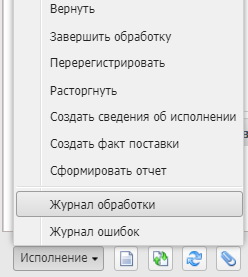 Вернуть
Завершить обработку
Перерегистрировать
Расторгнуть
Создать сведения об исполнении
Создать факт поставки
Сформировать отчет
Журнал обработки
Журнал ошибок
Исполнение